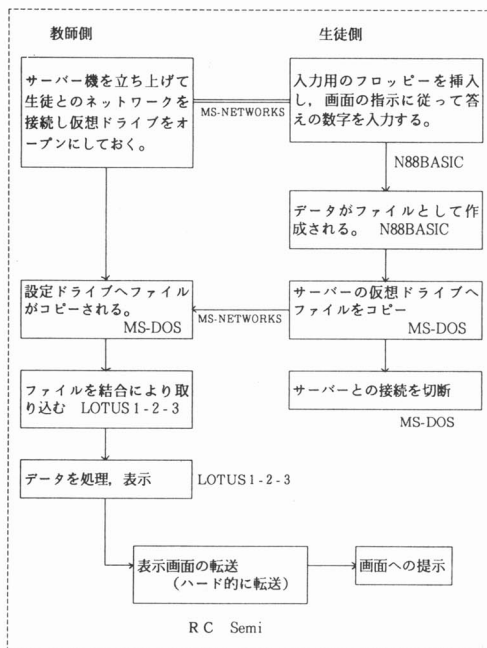 教師側
生徒側
サーバー機を立ち上げて
生徒とのネットワークを
接続し仮想ドライブをオ
ープンにしておく。
MS-NETWORKS
入力用のフロッピーを挿入
し，画面の指示に従って答
えの数字を入力する。
N88BASIC
データがファイルとして作
成される。 N88BASIC
設定ドライブへファイル
がコピーされる。
MS-DOS
MS-NETWORKS
サーバーの仮想ドライブへ
ファイルをコピー
MS-DOS
ファイルを結合により取
り込む LOTUS1-2-3
サーバーとの接続を切断
MS-DOS
データを処理，表示
LOTUS1-2-3
表示画面の転送
（ハード的に転送）
画面への提示
RC Semi